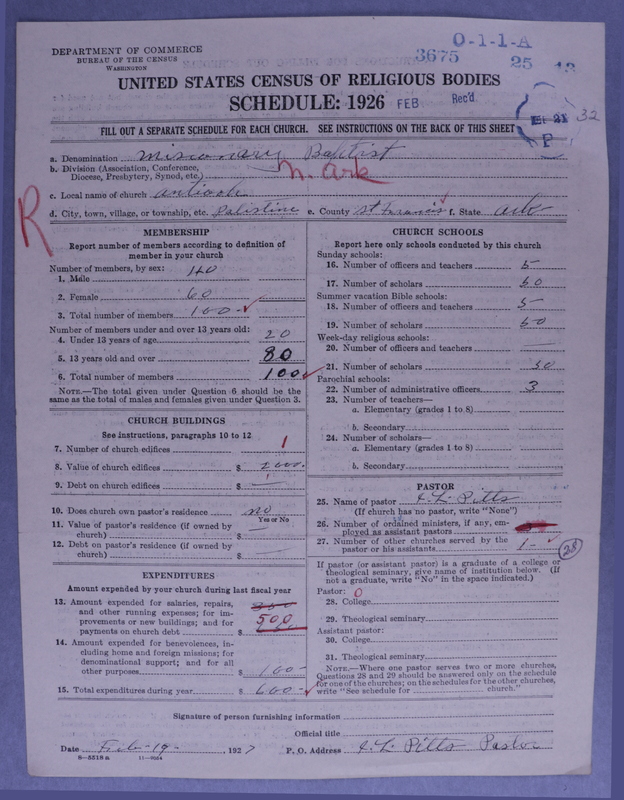 DEPARTMENT OF COMMERCE
BUREAU OF THE CENSUS
WASHINGTON
O-1-1-A
3675 25 12
UNITED STATES CENSUS OF RELIGIOUS BODIES
SCHEDULE: 1926 FEB Rec'd
32
FILL OUT A SEPARATE SCHEDULE FOR EACH CHURCH. SEE INSTRUCTIONS ON THE BACK OF THIS SHEET
P
a. Denomination Missionary Baptist
b. Division (Association, Conference,
Diocese, Presbytery, Synod, etc.) N. Ark
c. Local name of church Antioch
R
d. City, town, village, or township, etc. Palistine e. County St Francis f. State Ark
MEMBERSHIP
Report number of members according to definition of
member in your church
Number of members, by sex:
1. Male 40
2. Female 60
3. Total number of members 100
Number of members under and over 13 years old:
4. Under 13 years of age 20
5. 13 years old and over 80
6. Total number of members 100
NOTE.—The total given under Question 6 should be the
same as the total of males and females given under Question 3.
CHURCH BUILDINGS
See instructions, paragraphs 10 to 12
7. Number of church edifices 1
8. Value of church edifices $ 2000
9. Debt on church edifices $
10. Does church own pastor's residence no
Yes or No
11. Value of pastor's residence (if owned by
church) $
12. Debt on pastor's residence (if owned by
church) $
EXPENDITURES
Amount expended by your church during last fiscal year
13. Amount expended for salaries, repairs,
and other running expenses; for im-
provements or new buildings; and for
payments on church debt $ 500
14. Amount expended for benevolences, in-
cluding home and foreign missions; for
denominational support; and for all
other purposes $ 100
15. Total expenditures during year $ 600
CHURCH SCHOOLS
Report here only schools conducted by this church
Sunday schools:
16. Number of officers and teachers 5
17. Number of scholars 50
Summer vacation Bible schools:
18. Number of officers and teachers 5
19. Number of scholars 50
Week-day religious schools:
20. Number of officers and teachers
21. Number of scholars 50
Parochial schools:
22. Number of administrative officers 3
23. Number of teachers—
a. Elementary (grades 1 to 8)
b. Secondary
24. Number of scholars—
a. Elementary (grades 1 to 8)
b. Secondary
PASTOR
25. Name of pastor J. L. Pitts
(If church has no pastor, write "None")
26. Number of ordained ministers, if any, em-
ployed as assistant pastors
27. Number of other churches served by the
pastor or his assistants 1
28
If pastor (or assistant pastor) is a graduate of a college or
theological seminary, give name of institution below. (If
not a graduate, write "No" in the space indicated.)
Pastor: 0
28. College
29. Theological seminary
Assistant pastor:
30. College
31. Theological seminary
NOTE.—Where one pastor serves two or more churches,
Questions 28 and 29 should be answered only on the schedule
for one of the churches; on the schedules for the other churches,
write "See schedule for church."
Signature of person furnishing information
Official title
Date Feb-19- , 1927 P. O. Address J. L. Pitts Pastor
8—5518a 11—9564